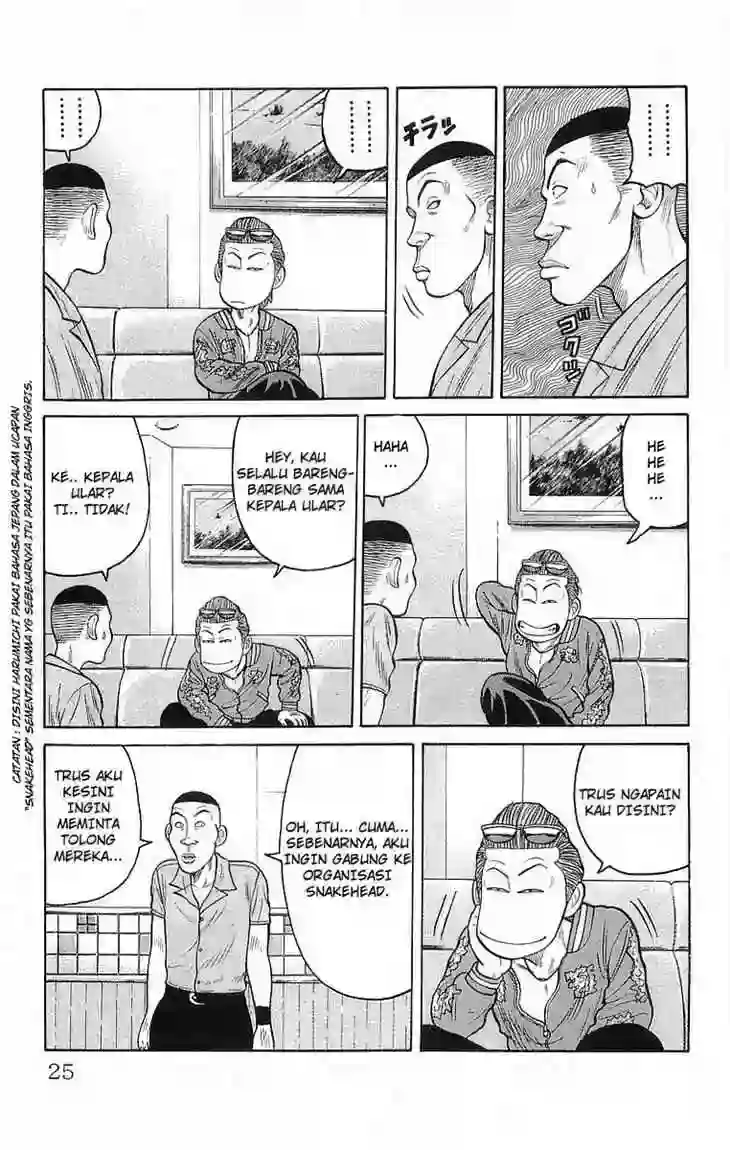 ゴクッ
チラッ
HE
HE
HE
...
HAHA
...
HEY, KAU
SELALU BARENG-
BARENG SAMA
KEPALA ULAR?
KE.. KEPALA
ULAR?
TI.. TIDAK!
TRUS NGAPAIN
KAU DISINI?
OH, ITU... CUMA...
SEBENARNYA, AKU
INGIN GABUNG KE
ORGANISASI
SNAKEHEAD.
TRUS AKU
KESINI
INGIN
MEMINTA
TOLONG
MEREKA...
CATATAN : DISINI HARUMICHI PAKAI BAHASA JEPANG DALAM UCAPAN
"SNAKEHEAD" SEMENTARA NAMA YG SEBENARNYA ITU PAKAI BAHASA INGGRIS.
25